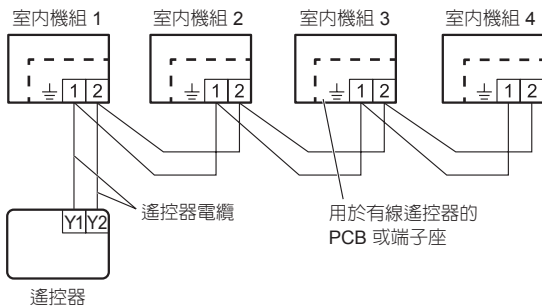 室內機組 1
室內機組 2
室內機組 3
室內機組 4
1 2
1 2
1 2
1 2
Y1 Y2
遙控器電纜
用於有線遙控器的
PCB 或端子座
遙控器